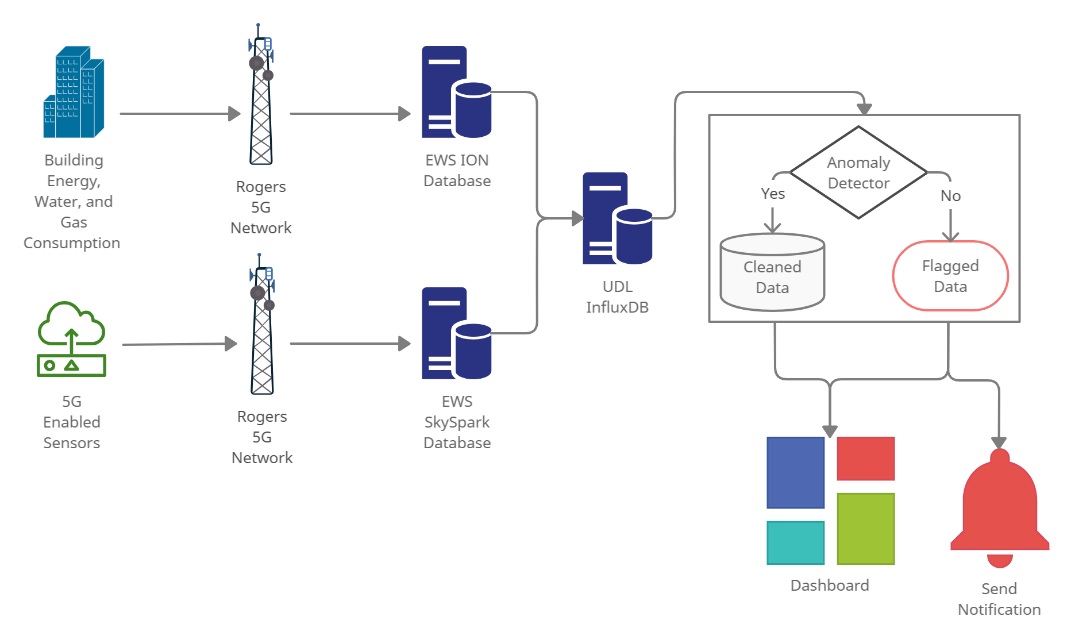 Building
Energy,
Water, and
Gas
Consumption
Rogers
5G
Network
EWS ION
Database
5G
Enabled
Sensors
Rogers
5G
Network
EWS
SkySpark
Database
UDL
InfluxDB
Anomaly
Detector
Yes
No
Cleaned
Data
Flagged
Data
Dashboard
Send
Notification